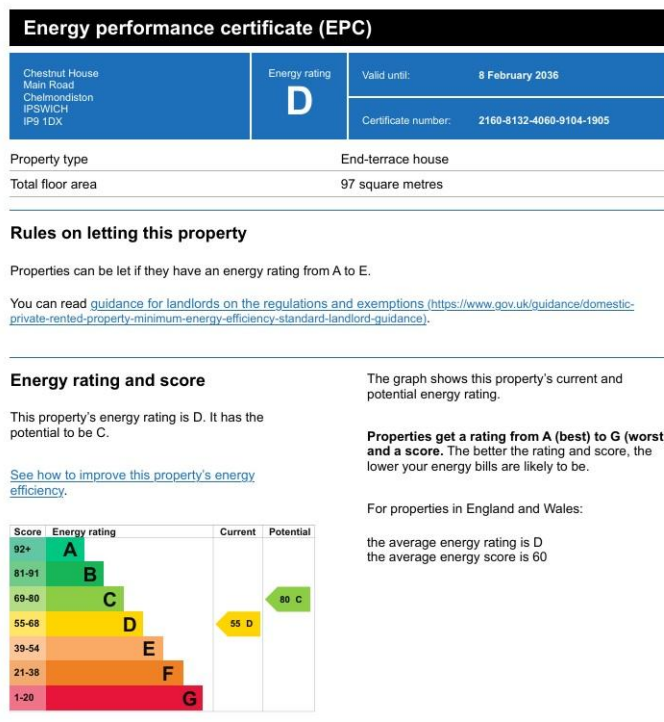 Energy performance certificate (EPC)
Chestnut House
Main Road
Chelmondiston
IPSWICH
IP9 1DX
Energy rating
D
Valid until: 8 February 2036
Certificate number: 2160-8132-4060-9104-1905
Property type End-terrace house
Total floor area 97 square metres
Rules on letting this property
Properties can be let if they have an energy rating from A to E.
You can read guidance for landlords on the regulations and exemptions (https://www.gov.uk/guidance/domestic-
private-rented-property-minimum-energy-efficiency-standard-landlord-guidance).
Energy rating and score
This property's energy rating is D. It has the
potential to be C.
See how to improve this property's energy
efficiency.
Score Energy rating Current Potential
92+ A
81-91 B
69-80 C 80 C
55-68 D 55 D
39-54 E
21-38 F
1-20 G
The graph shows this property's current and
potential energy rating.
Properties get a rating from A (best) to G (worst
and a score. The better the rating and score, the
lower your energy bills are likely to be.
For properties in England and Wales:
the average energy rating is D
the average energy score is 60